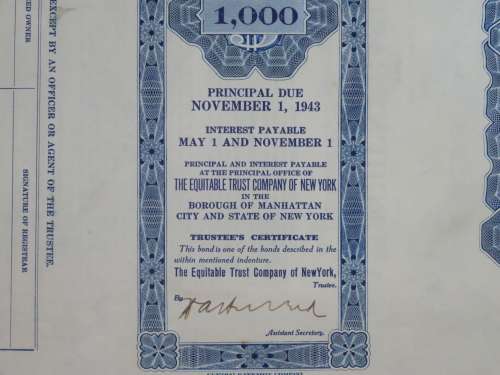 1,000
PRINCIPAL DUE
NOVEMBER 1, 1943
INTEREST PAYABLE
MAY 1 AND NOVEMBER 1
PRINCIPAL AND INTEREST PAYABLE
AT THE PRINCIPAL OFFICE OF
THE EQUITABLE TRUST COMPANY OF NEW YORK
IN THE
BOROUGH OF MANHATTAN
CITY AND STATE OF NEW YORK
TRUSTEE'S CERTIFICATE
This bond is one of the bonds described in the
within mentioned indenture.
The Equitable Trust Company of NewYork,
Trustee.
By
Assistant Secretary.
EXCEPT BY AN OFFICER OR AGENT OF THE TRUSTEE.
OWNER
SIGNATURE OF REGISTRAR